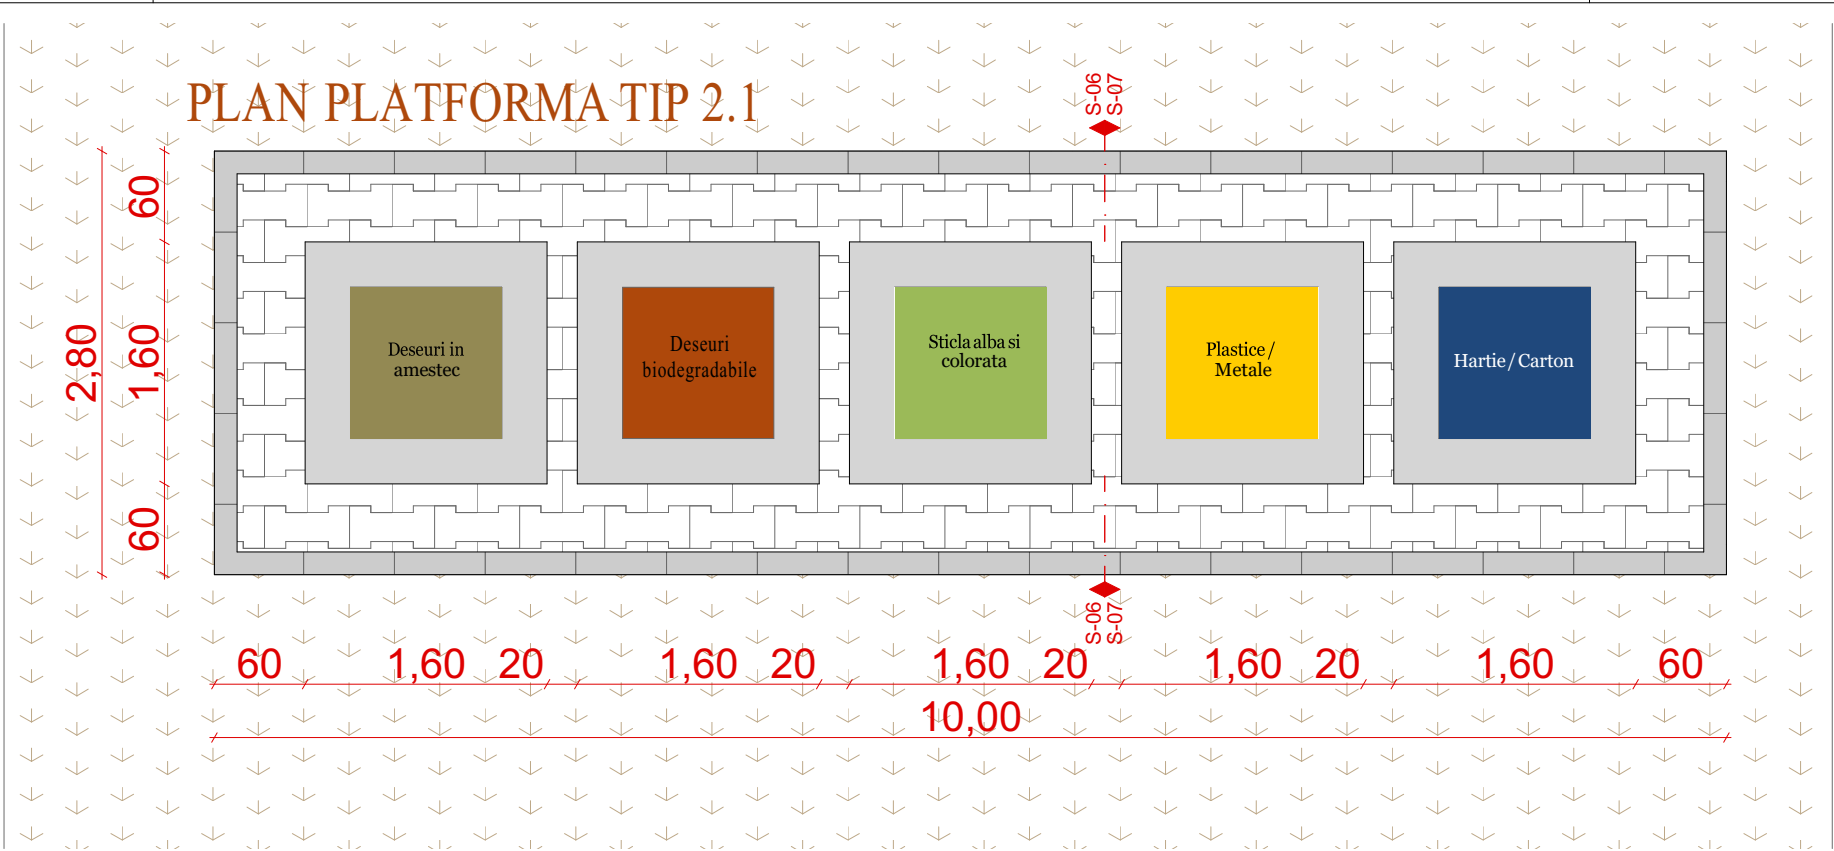 PLAN PLATFORMA TIP 2.1
S-06
S-07
60
1,60
2,80
60
Deseuri in
amestec
Deseuri
biodegradabile
Sticla alba si
colorata
Plastice /
Metale
Hartie / Carton
S-06
S-07
60 1,60 20 1,60 20 1,60 20 1,60 20 1,60 60
10,00